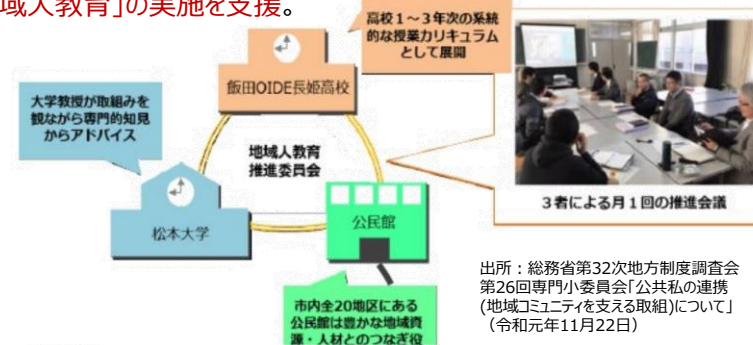 域人教育」の実施を支援。
高校１～３年次の系統
的な授業カリキュラム
として展開
飯田OIDE長姫高校
大学教授が取組みを
観ながら専門的知見
からアドバイス
地域人教育
推進委員会
３者による月１回の推進会議
松本大学
公民館
出所：総務省第32次地方制度調査会
第26回専門小委員会「公共私の連携
(地域コミュニティを支える取組)について」
（令和元年11月22日）
市内全20地区にある
公民館は豊かな地域資
源・人材とのつなぎ役